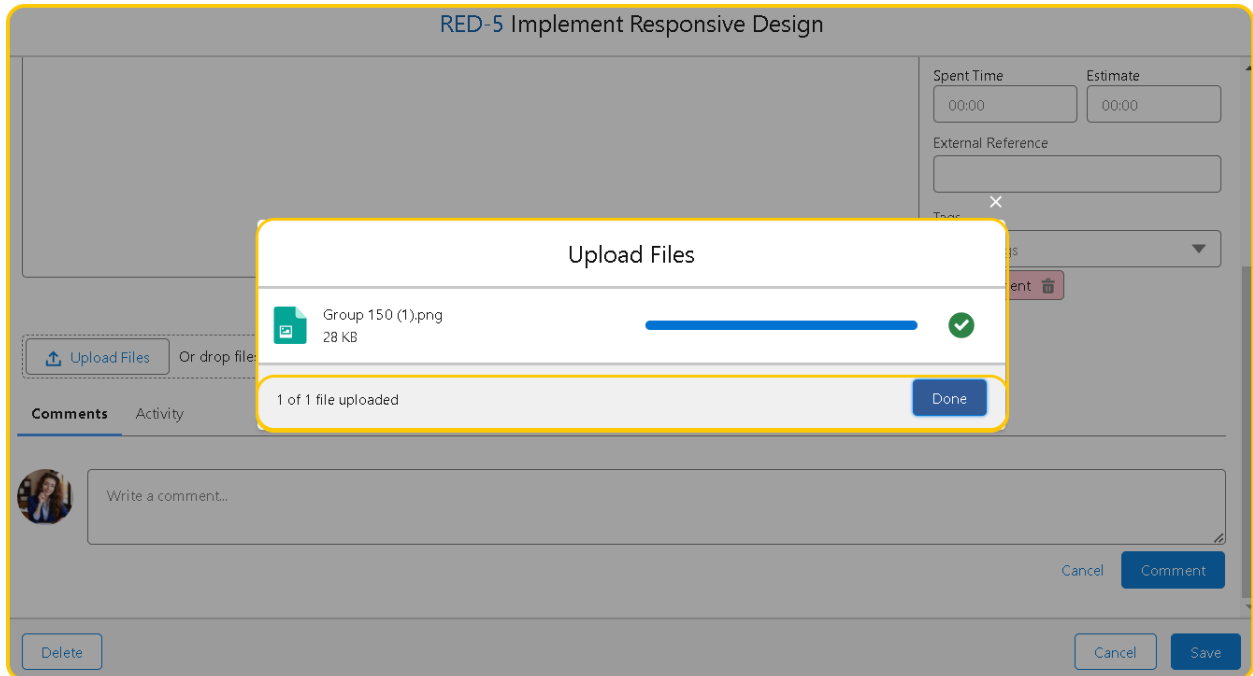 RED-5 Implement Responsive Design
Spent Time
Estimate
00:00
00:00
External Reference
Upload Files
Group 150 (1).png
28 KB
Upload Files
Or drop
1 of 1 file uploaded
Done
Comments
Activity
Write a comment...
Cancel
Comment
Delete
Cancel
Save